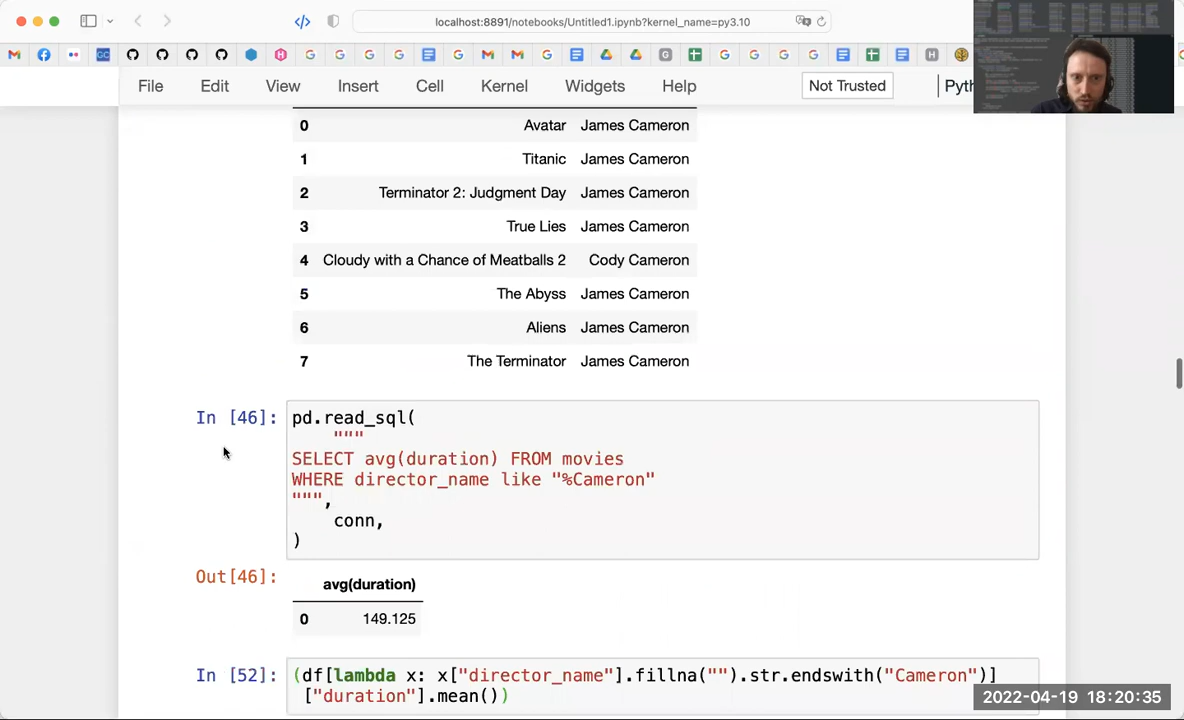 localhost:8891/notebooks/Untitled1.ipynb?kernel_name=py3.10
File Edit View Insert Cell Kernel Widgets Help Not Trusted Pyth
0 Avatar James Cameron
1 Titanic James Cameron
2 Terminator 2: Judgment Day James Cameron
3 True Lies James Cameron
4 Cloudy with a Chance of Meatballs 2 Cody Cameron
5 The Abyss James Cameron
6 Aliens James Cameron
7 The Terminator James Cameron
In [46]: pd.read_sql(
"""
SELECT avg(duration) FROM movies
WHERE director_name like "%Cameron"
""",
conn,
)
Out[46]:
avg(duration)
0 149.125
In [52]: (df[lambda x: x["director_name"].fillna("").str.endswith("Cameron")]
["duration"].mean())
2022-04-19 18:20:35